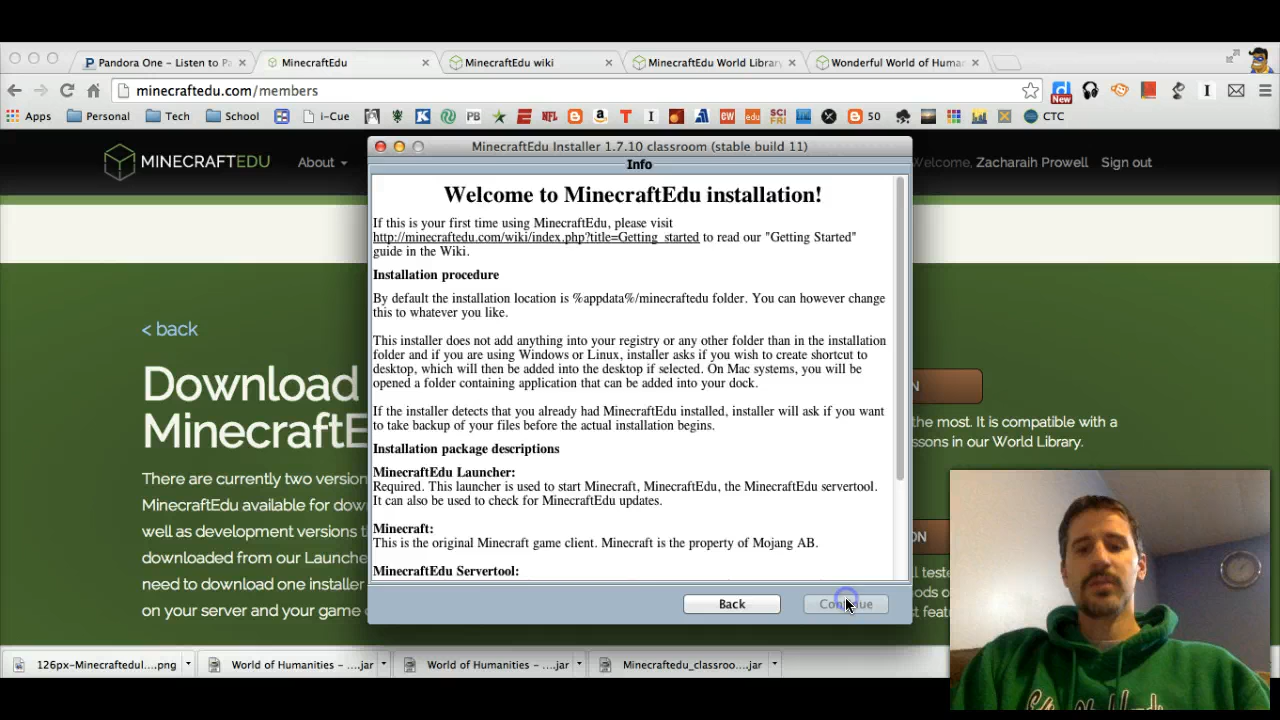 Pandora One – Listen to Pa
MinecraftEdu
MinecraftEdu wiki
MinecraftEdu World Library
Wonderful World of Human
minecraftedu.com/members
New
Apps
Personal
Tech
School
i-Cue
PB
NFL
CW
edu
SCI
FRI
50
CTC
MINECRAFTEDU
About
Welcome, Zacharaih Prowell
Sign out
MinecraftEdu Installer 1.7.10 classroom (stable build 11)
Info
Welcome to MinecraftEdu installation!
If this is your first time using MinecraftEdu, please visit
http://minecraftedu.com/wiki/index.php?title=Getting_started to read our "Getting Started"
guide in the Wiki.
Installation procedure
By default the installation location is %appdata%/minecraftedu folder. You can however change
this to whatever you like.
This installer does not add anything into your registry or any other folder than in the installation
folder and if you are using Windows or Linux, installer asks if you wish to create shortcut to
desktop, which will then be added into the desktop if selected. On Mac systems, you will be
opened a folder containing application that can be added into your dock.
If the installer detects that you already had MinecraftEdu installed, installer will ask if you want
to take backup of your files before the actual installation begins.
Installation package descriptions
MinecraftEdu Launcher:
Required. This launcher is used to start Minecraft, MinecraftEdu, the MinecraftEdu servertool.
It can also be used to check for MinecraftEdu updates.
Minecraft:
This is the original Minecraft game client. Minecraft is the property of Mojang AB.
MinecraftEdu Servertool:
Back
Continue
< back
Download
MinecraftE
There are currently two version
MinecraftEdu available for dow
well as development versions t
downloaded from our Launche
need to download one installer
on your server and your game c
N
the most. It is compatible with a
ssons in our World Library.
ON
126px-Minecraftedul....png
World of Humanities – ....jar
World of Humanities – ....jar
Minecraftedu_classroo....jar